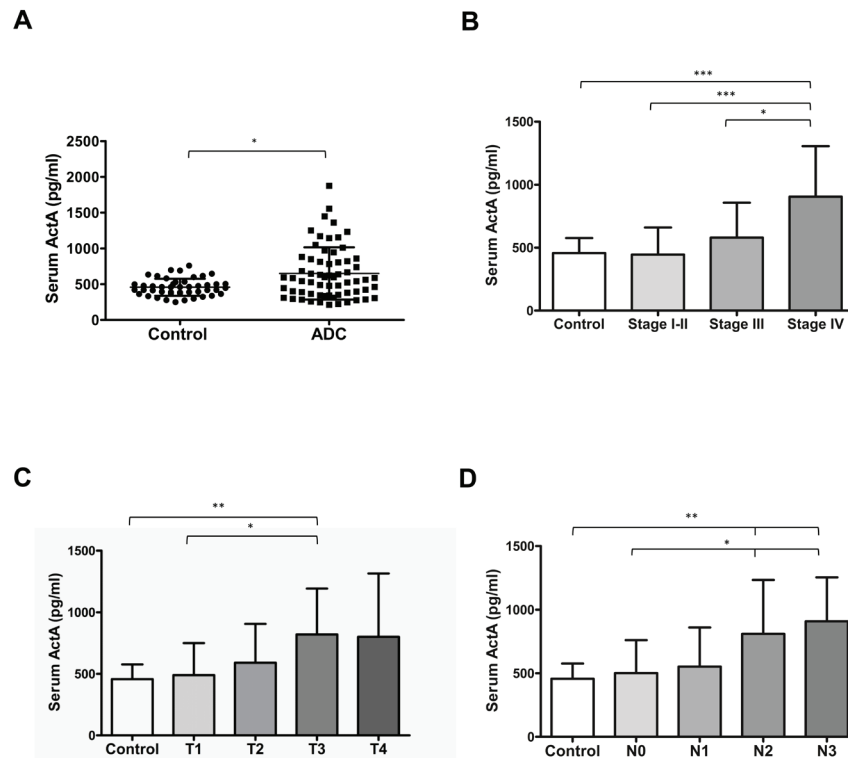 A
*
Serum ActA (pg/ml)
2500
2000
1500
1000
500
0
Control ADC
B
***
***
*
Serum ActA (pg/ml)
1500
1000
500
0
Control Stage I-II Stage III Stage IV
C
**
*
Serum ActA (pg/ml)
1500
1000
500
0
Control T1 T2 T3 T4
D
**
*
Serum ActA (pg/ml)
1500
1000
500
0
Control N0 N1 N2 N3